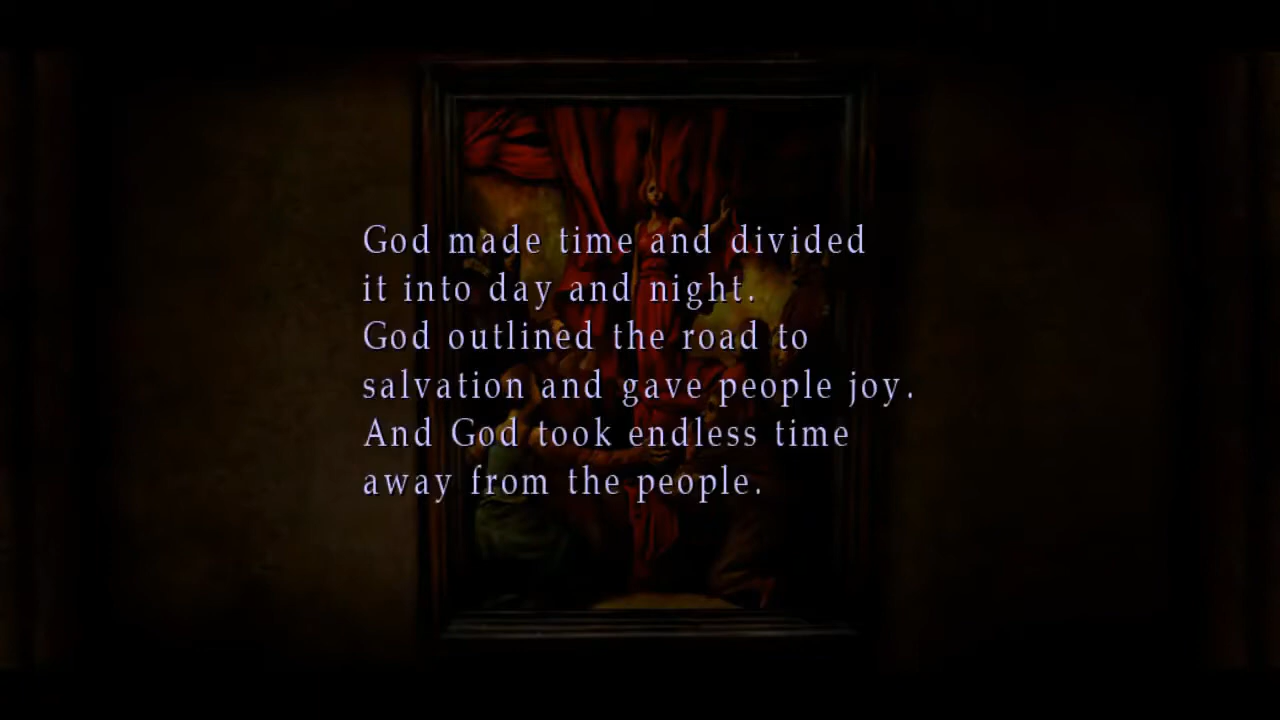 God made time and divided
it into day and night.
God outlined the road to
salvation and gave people joy.
And God took endless time
away from the people.